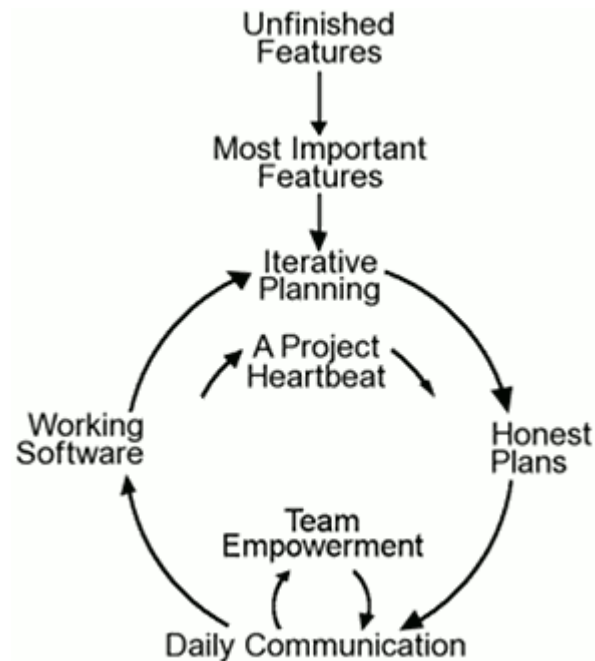 Unfinished
Features
Most Important
Features
Iterative
Planning
A Project
Heartbeat
Working
Software
Honest
Plans
Team
Empowerment
Daily Communication